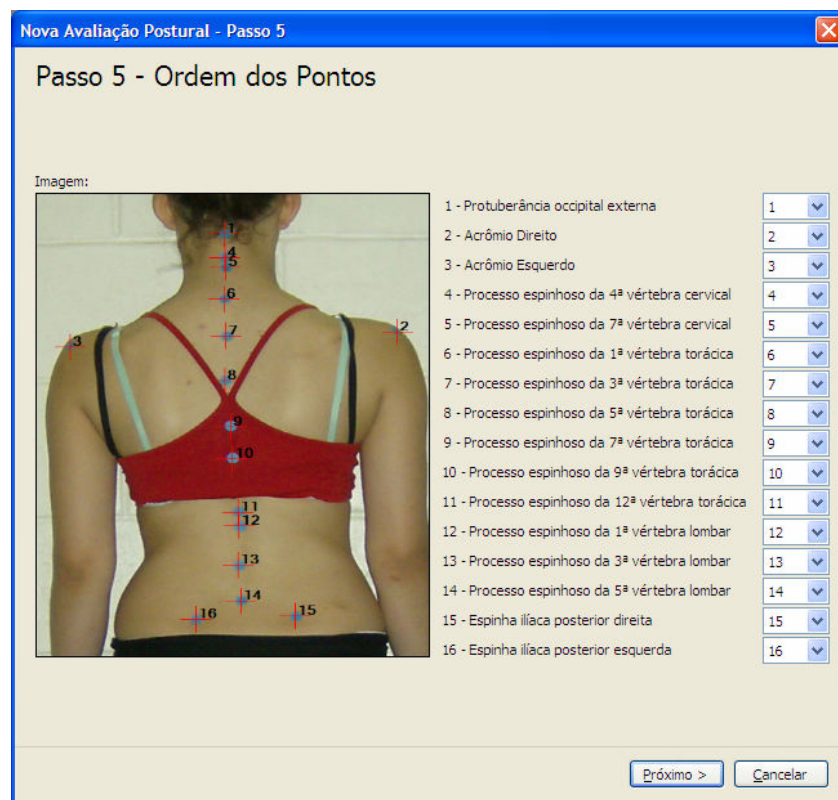 Nova Avaliação Postural - Passo 5
Passo 5 - Ordem dos Pontos
Imagem:
1
4
5
6
7
2
3
8
9
10
11
12
13
14
16
15
1 - Protuberância occipital externa 1
2 - Acrômio Direito 2
3 - Acrômio Esquerdo 3
4 - Processo espinhoso da 4ª vértebra cervical 4
5 - Processo espinhoso da 7ª vértebra cervical 5
6 - Processo espinhoso da 1ª vértebra torácica 6
7 - Processo espinhoso da 3ª vértebra torácica 7
8 - Processo espinhoso da 5ª vértebra torácica 8
9 - Processo espinhoso da 7ª vértebra torácica 9
10 - Processo espinhoso da 9ª vértebra torácica 10
11 - Processo espinhoso da 12ª vértebra torácica 11
12 - Processo espinhoso da 1ª vértebra lombar 12
13 - Processo espinhoso da 3ª vértebra lombar 13
14 - Processo espinhoso da 5ª vértebra lombar 14
15 - Espinha ilíaca posterior direita 15
16 - Espinha ilíaca posterior esquerda 16
Próximo > Cancelar